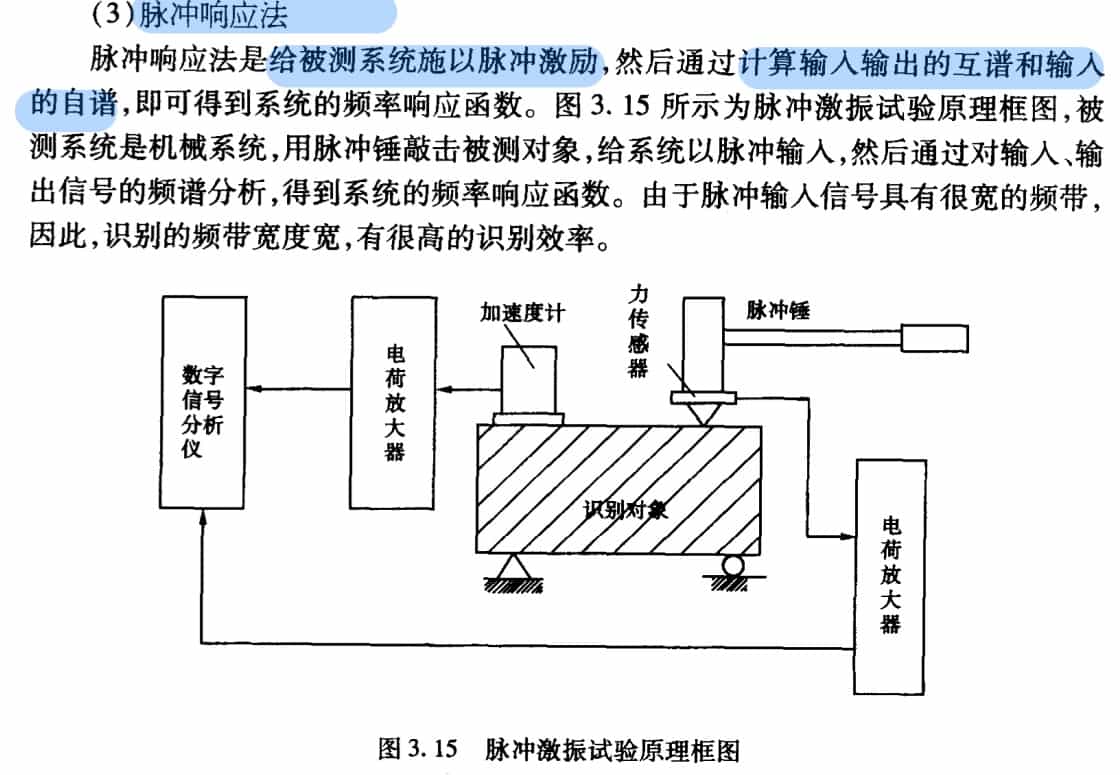 (3)脉冲响应法
脉冲响应法是给被测系统施以脉冲激励,然后通过计算输入输出的互谱和输入
的自谱,即可得到系统的频率响应函数。图3.15所示为脉冲激振试验原理框图,被
测系统是机械系统,用脉冲锤敲击被测对象,给系统以脉冲输入,然后通过对输入、输
出信号的频谱分析,得到系统的频率响应函数。由于脉冲输入信号具有很宽的频带,
因此,识别的频带宽度宽,有很高的识别效率。
数字
信号
分析
仪
电荷放大器
加速度计
力传感器
脉冲锤
识别对象
电荷放大器
图3.15 脉冲激振试验原理框图